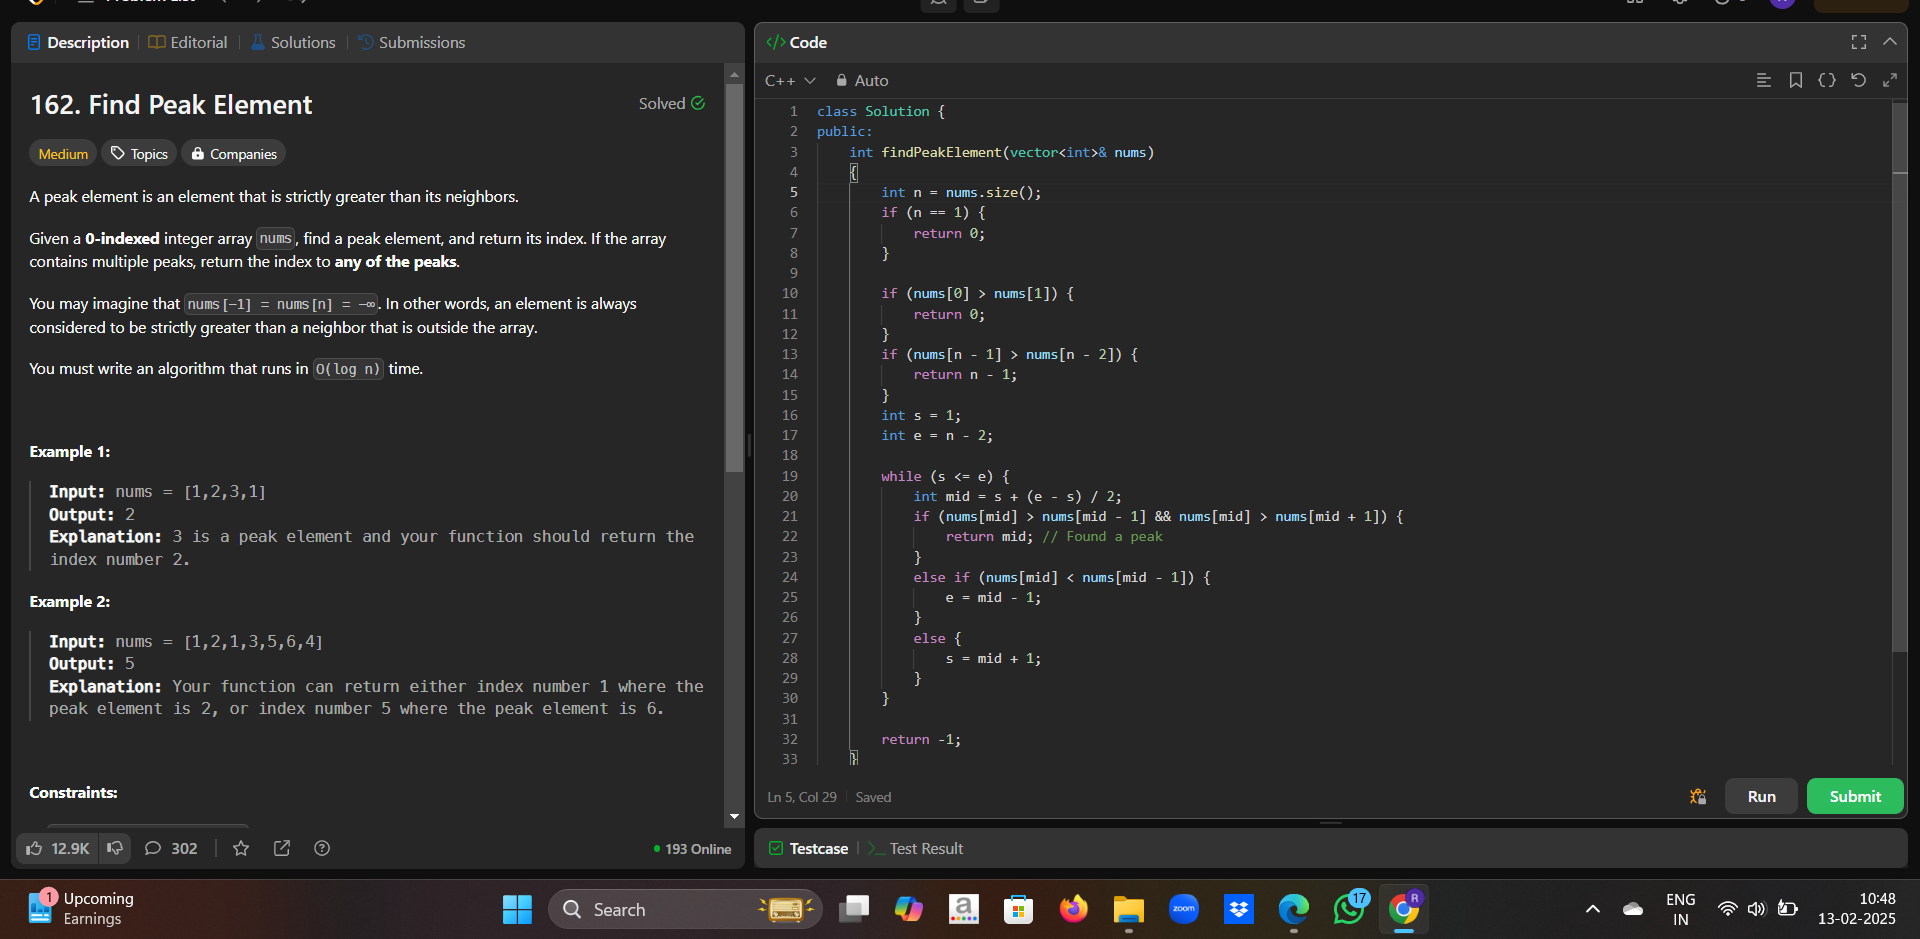 Description
Editorial
Solutions
Submissions
162. Find Peak Element
Solved
Medium
Topics
Companies
A peak element is an element that is strictly greater than its neighbors.
Given a 0-indexed integer array nums, find a peak element, and return its index. If the array
contains multiple peaks, return the index to any of the peaks.
You may imagine that nums[-1] = nums[n] = -∞. In other words, an element is always
considered to be strictly greater than a neighbor that is outside the array.
You must write an algorithm that runs in O(log n) time.
Example 1:
Input: nums = [1,2,3,1]
Output: 2
Explanation: 3 is a peak element and your function should return the
index number 2.
Example 2:
Input: nums = [1,2,1,3,5,6,4]
Output: 5
Explanation: Your function can return either index number 1 where the
peak element is 2, or index number 5 where the peak element is 6.
Constraints:
12.9K
302
193 Online
</> Code
C++
Auto
1 class Solution {
2 public:
3 int findPeakElement(vector<int>& nums)
4 {
5 int n = nums.size();
6 if (n == 1) {
7 return 0;
8 }
9
10 if (nums[0] > nums[1]) {
11 return 0;
12 }
13 if (nums[n - 1] > nums[n - 2]) {
14 return n - 1;
15 }
16 int s = 1;
17 int e = n - 2;
18
19 while (s <= e) {
20 int mid = s + (e - s) / 2;
21 if (nums[mid] > nums[mid - 1] && nums[mid] > nums[mid + 1]) {
22 return mid; // Found a peak
23 }
24 else if (nums[mid] < nums[mid - 1]) {
25 e = mid - 1;
26 }
27 else {
28 s = mid + 1;
29 }
30 }
31
32 return -1;
33 }
Ln 5, Col 29
Saved
Run
Submit
Testcase
Test Result
1
Upcoming
Earnings
Search
a
zoom
17
R
ENG
IN
10:48
13-02-2025